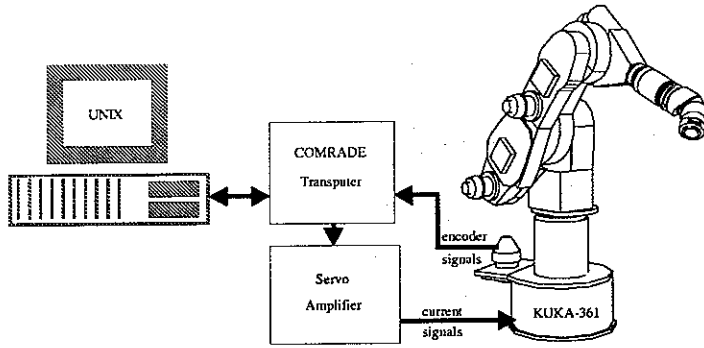 UNIX
COMRADE
Transputer
encoder
signals
Servo
Amplifier
current
signals
KUKA-361